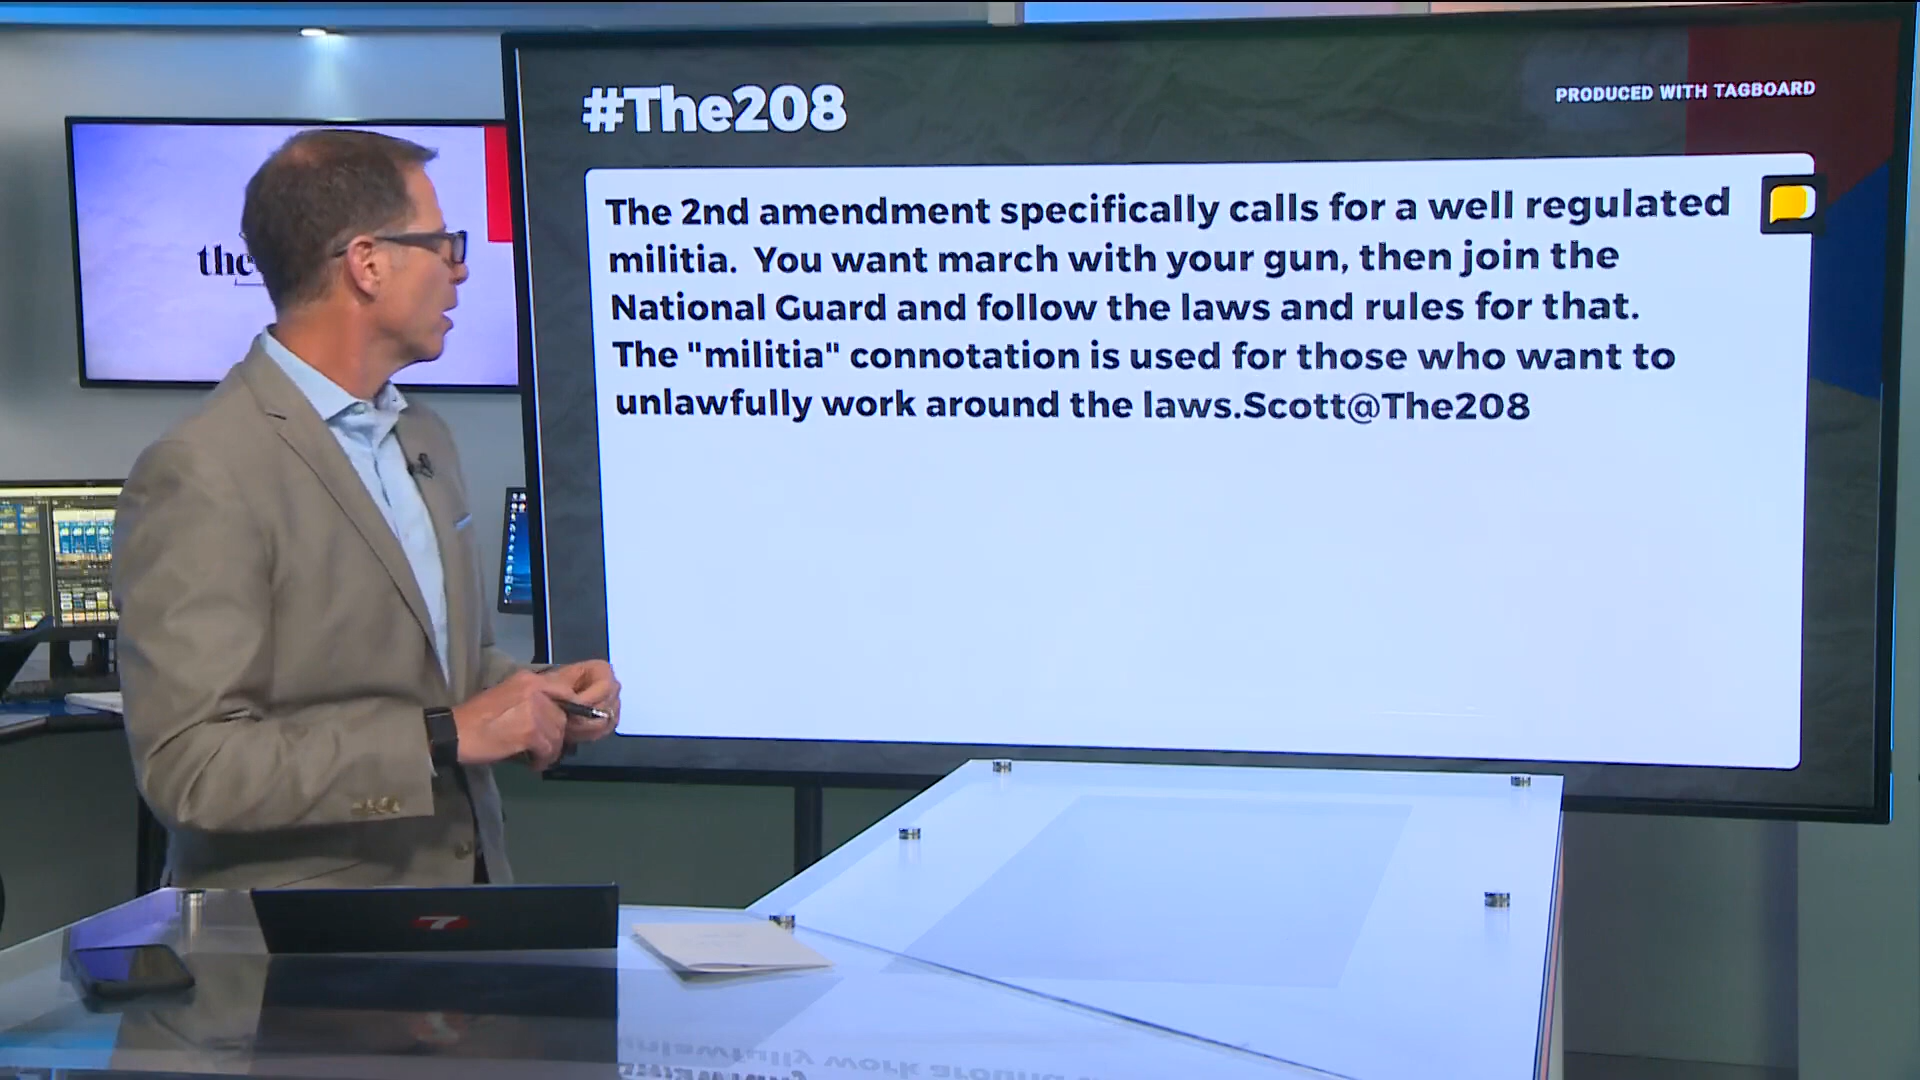 #The208
PRODUCED WITH TAGBOARD
The 2nd amendment specifically calls for a well regulated
militia.  You want march with your gun, then join the
National Guard and follow the laws and rules for that.
The "militia" connotation is used for those who want to
unlawfully work around the laws.Scott@The208
the
7